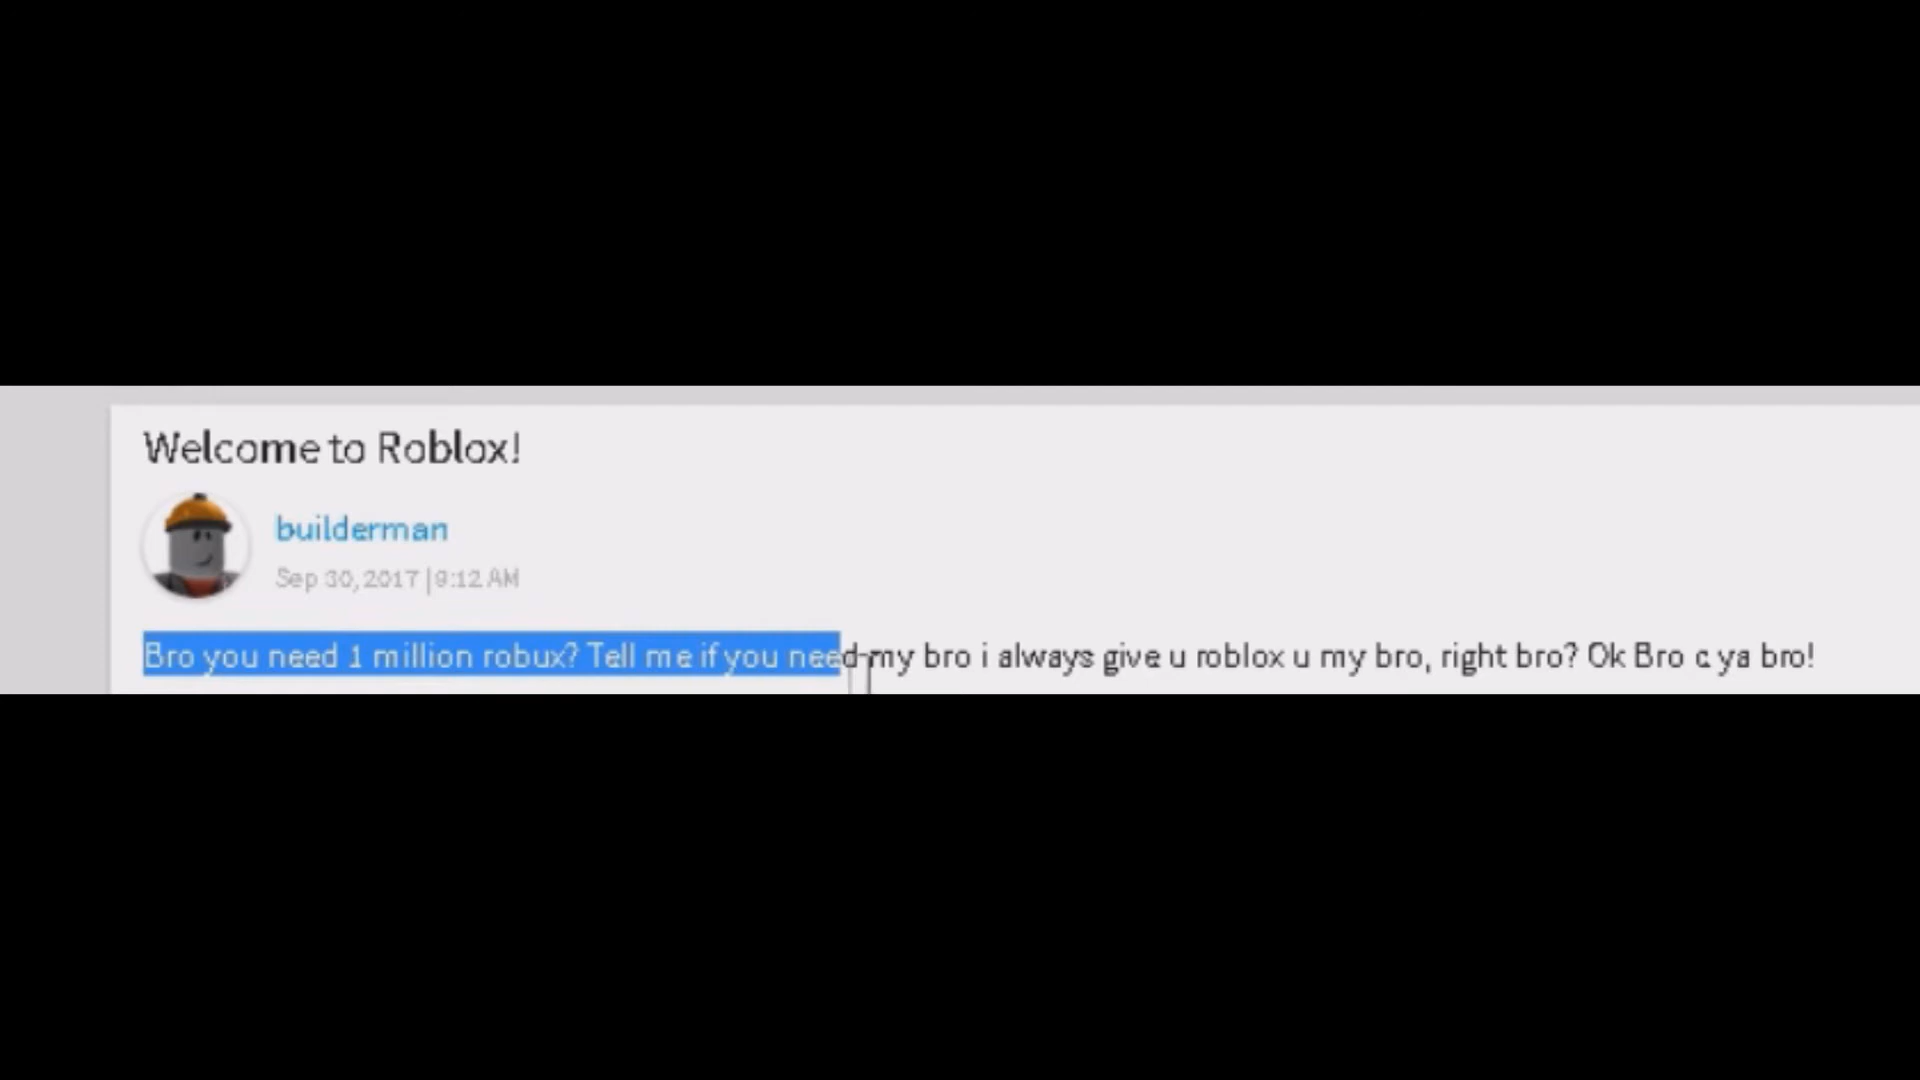 Welcome to Roblox!
builderman
Sep 30, 2017 | 9:12 AM
Bro you need 1 million robux? Tell me if you need my bro i always give u roblox u my bro, right bro? Ok Bro c ya bro!